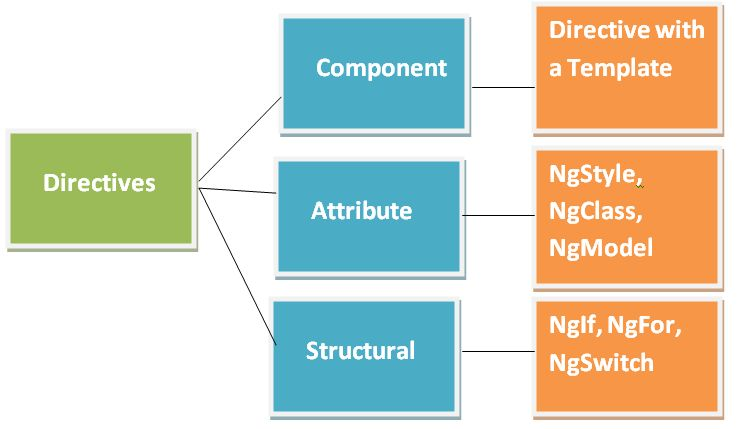 Directives
Component
Directive with
a Template
Attribute
NgStyle,
NgClass,
NgModel
Structural
NgIf, NgFor,
NgSwitch